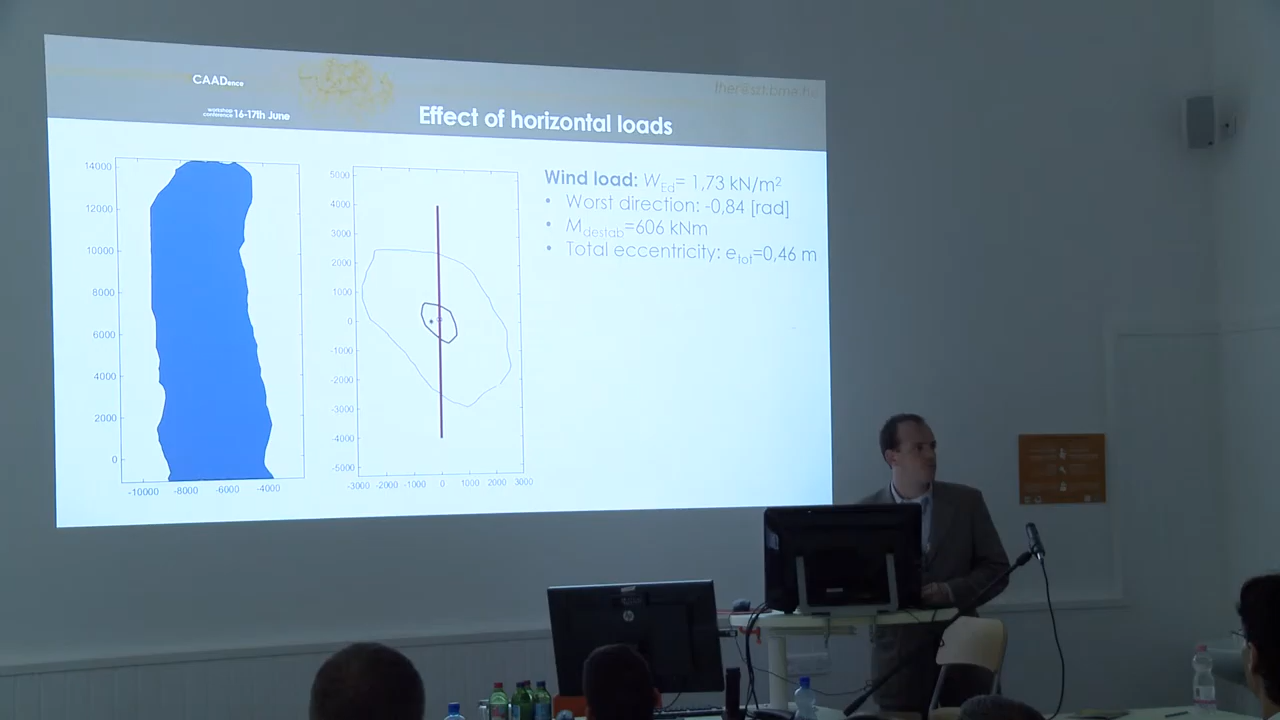 CAADence
workshop
conference 16-17th June
Effect of horizontal loads
Wind load: W_Ed= 1,73 kN/m²
• Worst direction: -0,84 [rad]
• M_destab=606 kNm
• Total eccentricity: e_tot=0,46 m
14000
12000
10000
8000
6000
4000
2000
0
-10000 -8000 -6000 -4000
5000
4000
3000
2000
1000
0
-1000
-2000
-3000
-4000
-5000
-3000 -2000 -1000 0 1000 2000 3000
hp